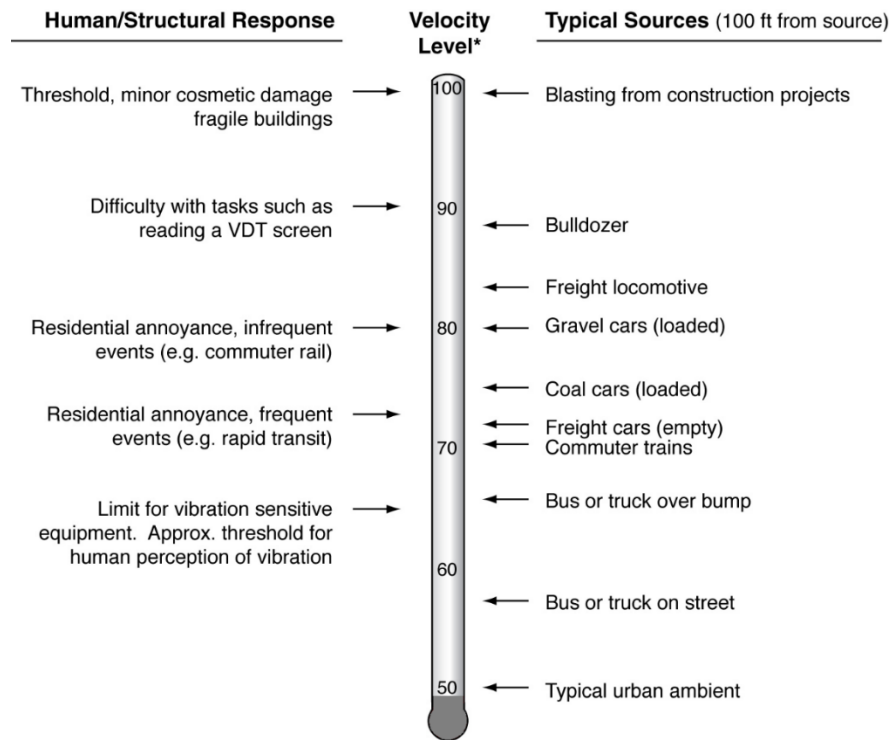 Human/Structural Response
Velocity
Level*
Typical Sources (100 ft from source)
Threshold, minor cosmetic damage
fragile buildings
100
Blasting from construction projects
Difficulty with tasks such as
reading a VDT screen
90
Bulldozer
Freight locomotive
Residential annoyance, infrequent
events (e.g. commuter rail)
80
Gravel cars (loaded)
Coal cars (loaded)
Residential annoyance, frequent
events (e.g. rapid transit)
Freight cars (empty)
70
Commuter trains
Limit for vibration sensitive
equipment. Approx. threshold for
human perception of vibration
Bus or truck over bump
60
Bus or truck on street
50
Typical urban ambient